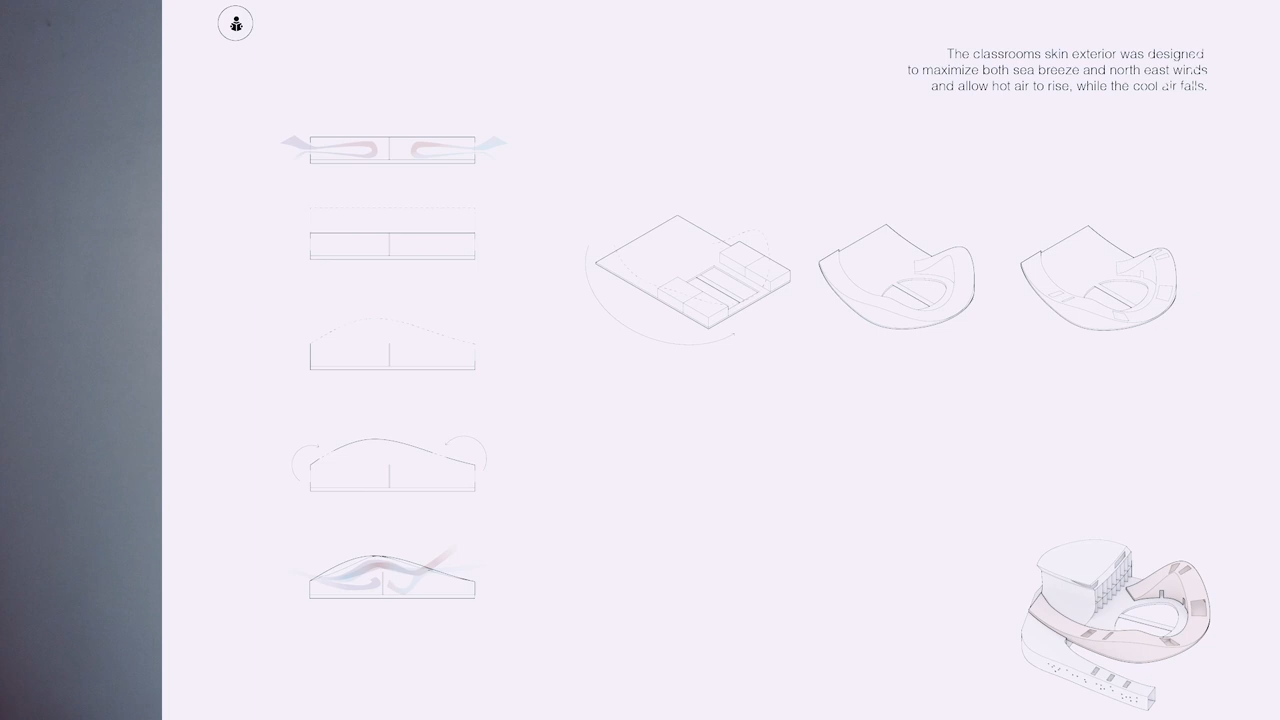 The classrooms skin exterior was designed
to maximize both sea breeze and north east winds
and allow hot air to rise, while the cool air falls.